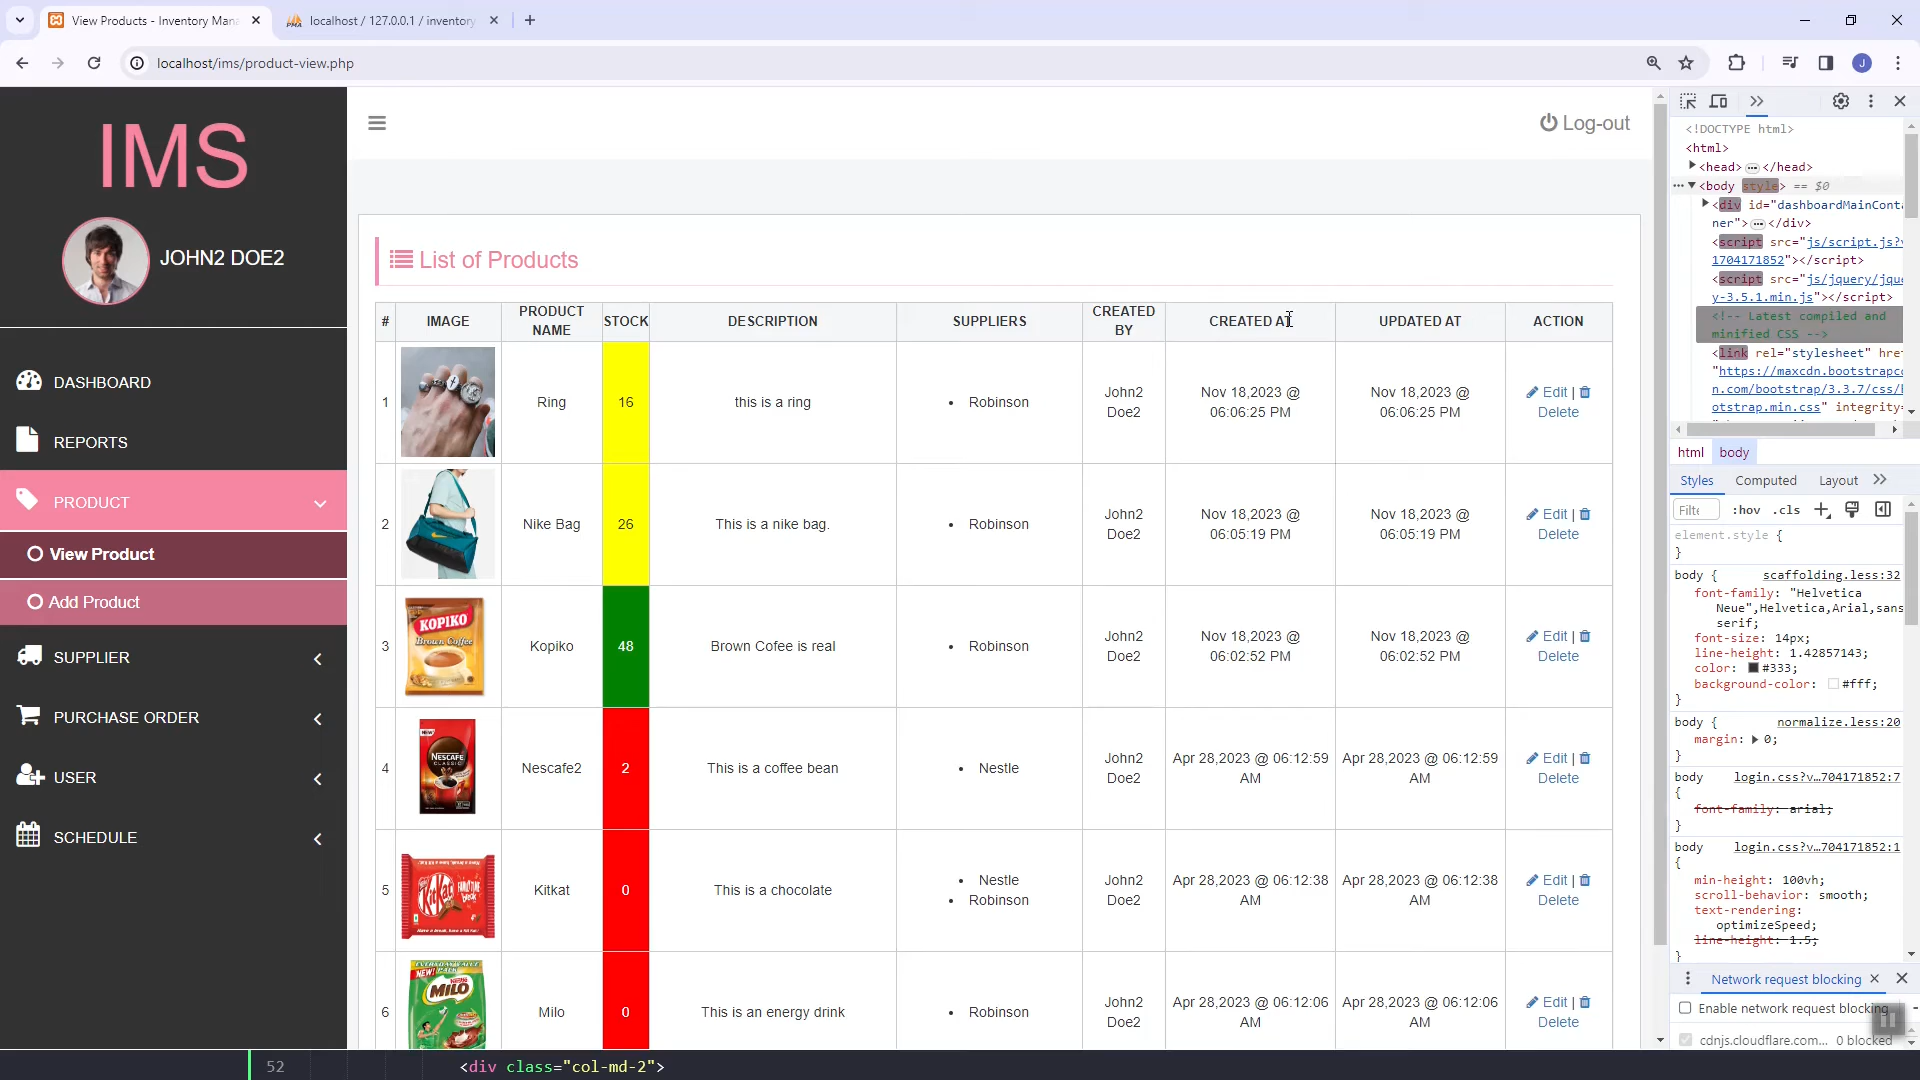 View Products - Inventory Mana
localhost / 127.0.0.1 / inventory
localhost/ims/product-view.php
J
IMS
JOHN2 DOE2
DASHBOARD
REPORTS
PRODUCT
View Product
Add Product
SUPPLIER
PURCHASE ORDER
USER
SCHEDULE
Log-out
List of Products
# IMAGE PRODUCT NAME STOCK DESCRIPTION SUPPLIERS CREATED BY CREATED AT UPDATED AT ACTION
1 Ring 16 this is a ring • Robinson John2 Doe2 Nov 18,2023 @ 06:06:25 PM Nov 18,2023 @ 06:06:25 PM Edit | Delete
2 Nike Bag 26 This is a nike bag. • Robinson John2 Doe2 Nov 18,2023 @ 06:05:19 PM Nov 18,2023 @ 06:05:19 PM Edit | Delete
KOPIKO
Brown Coffee
3 Kopiko 48 Brown Cofee is real • Robinson John2 Doe2 Nov 18,2023 @ 06:02:52 PM Nov 18,2023 @ 06:02:52 PM Edit | Delete
NEW
NESCAFE
CLASSIC
4 Nescafe2 2 This is a coffee bean • Nestle John2 Doe2 Apr 28,2023 @ 06:12:59 AM Apr 28,2023 @ 06:12:59 AM Edit | Delete
KitKat
5 Kitkat 0 This is a chocolate • Nestle • Robinson John2 Doe2 Apr 28,2023 @ 06:12:38 AM Apr 28,2023 @ 06:12:38 AM Edit | Delete
NEW!
MILO
6 Milo 0 This is an energy drink • Robinson John2 Doe2 Apr 28,2023 @ 06:12:06 AM Apr 28,2023 @ 06:12:06 AM Edit | Delete
<!DOCTYPE html>
<html>
<head> </head>
<body style> == $0
<div id="dashboardMainConta
ner"> </div>
<script src="js/script.js?v
1704171852"></script>
<script src="js/jquery/jque
y-3.5.1.min.js"></script>
<!-- Latest compiled and
minified CSS -->
<link rel="stylesheet" hre
"https://maxcdn.bootstrapc
n.com/bootstrap/3.3.7/css/b
otstrap.min.css" integrity=
html body
Styles Computed Layout
Filte :hov .cls
element.style {
}
body { scaffolding.less:32
font-family: "Helvetica
Neue",Helvetica,Arial,sans
serif;
font-size: 14px;
line-height: 1.42857143;
color: #333;
background-color: #fff;
}
body { normalize.less:20
margin: 0;
}
body login.css?v…704171852:7
{
font-family: arial;
}
body login.css?v…704171852:1
{
min-height: 100vh;
scroll-behavior: smooth;
text-rendering:
optimizeSpeed;
line-height: 1.5;
}
Network request blocking
Enable network request blocking
cdnjs.cloudflare.com... 0 blocked
52 <div class="col-md-2">